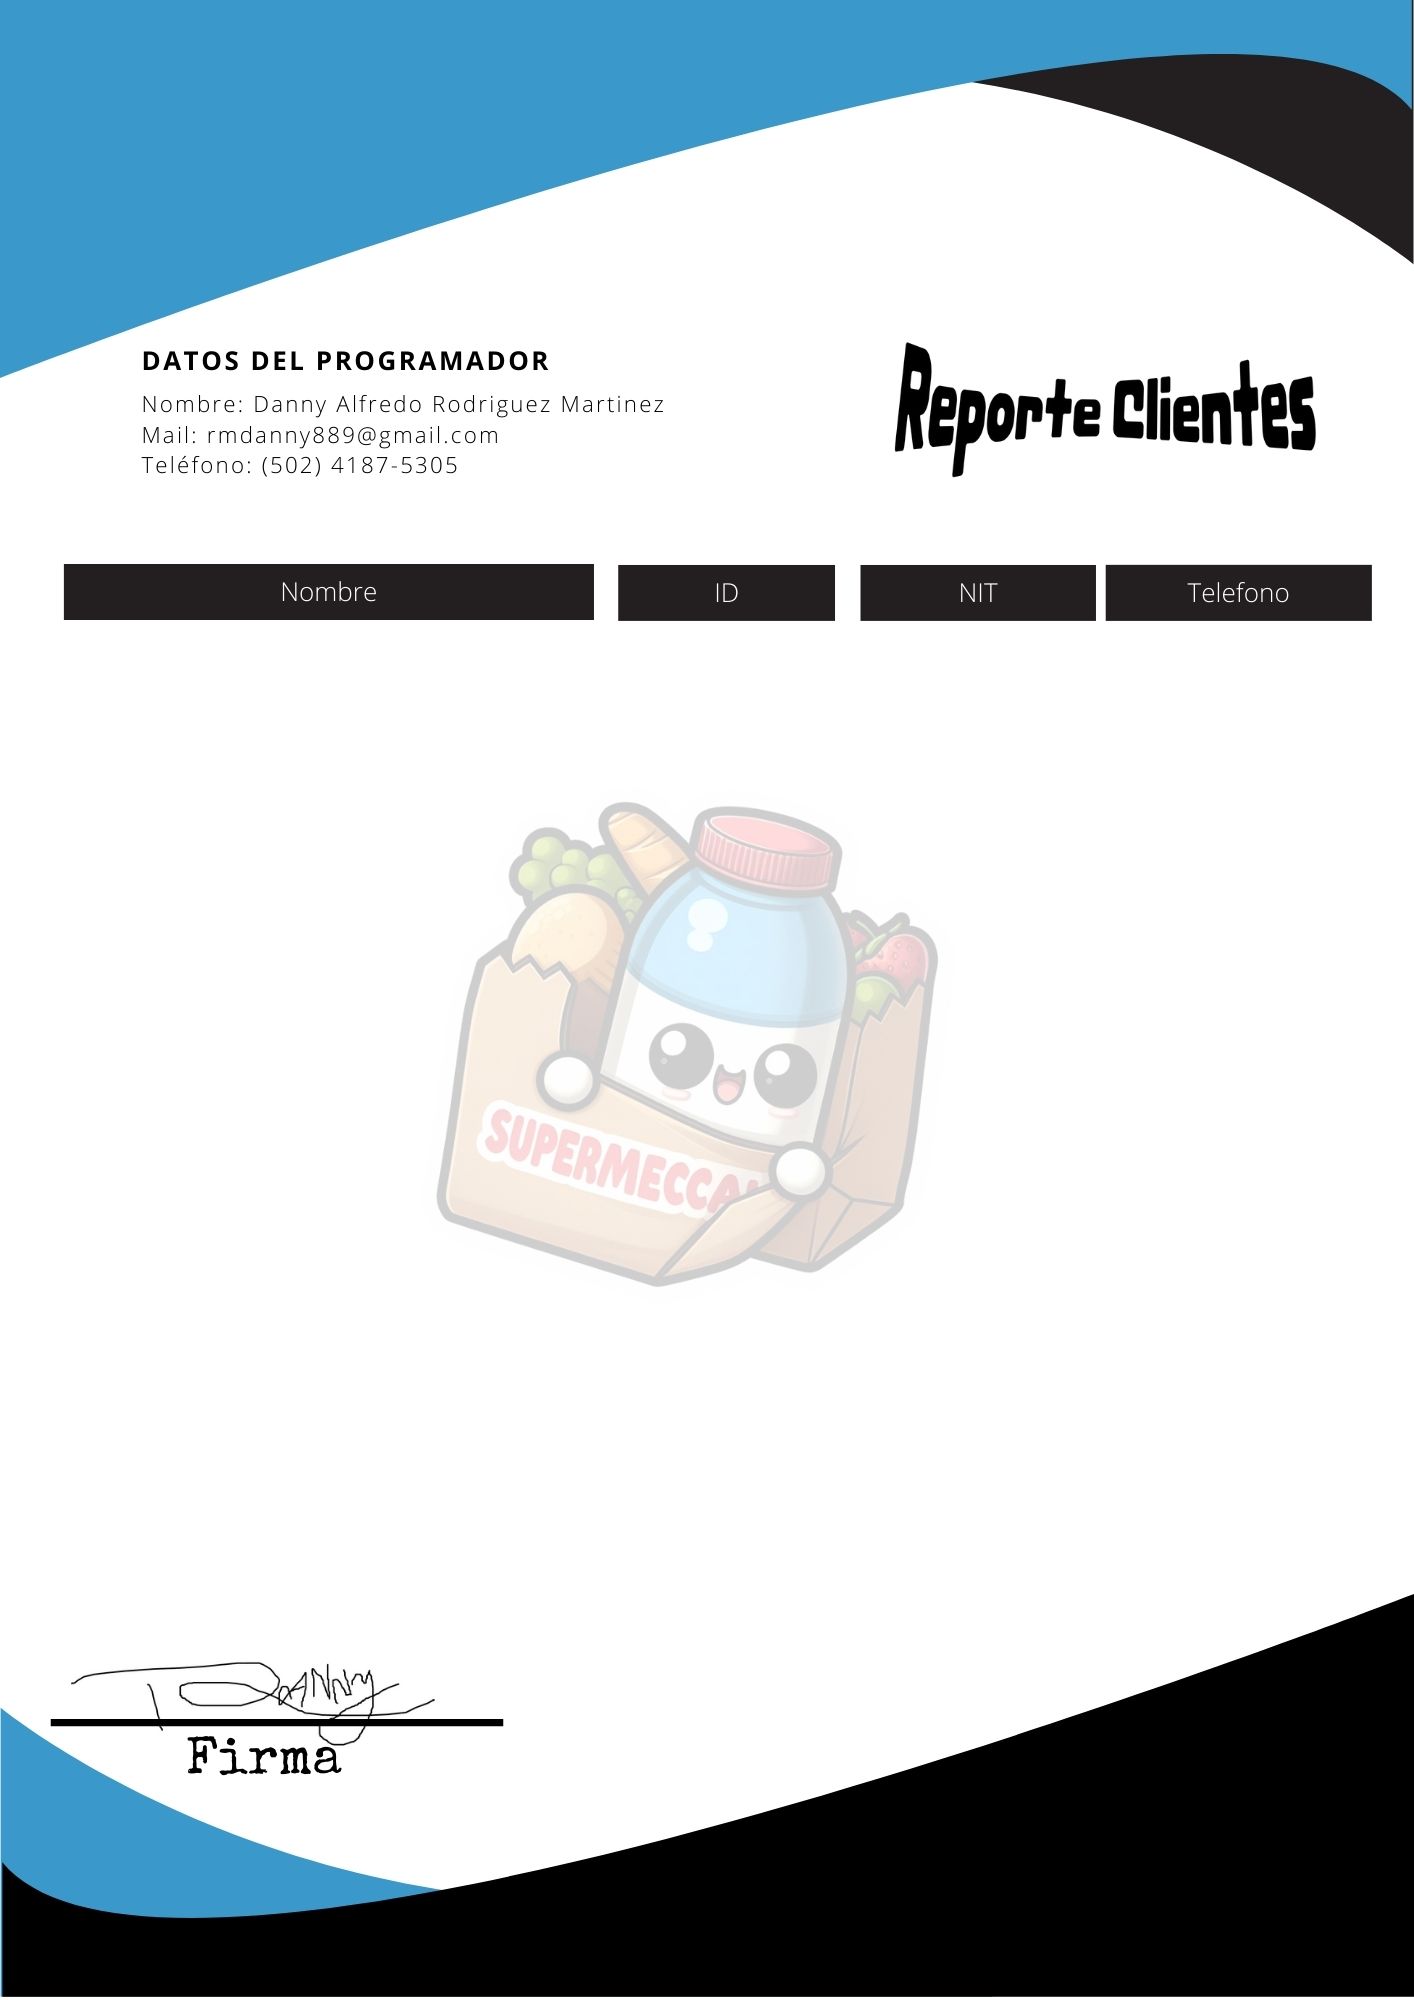 DATOS DEL PROGRAMADOR
Nombre: Danny Alfredo Rodriguez Martinez
Mail: rmdanny889@gmail.com
Teléfono: (502) 4187-5305
Reporte Clientes
Nombre ID NIT Telefono
SUPERMECCA
Danny
Firma